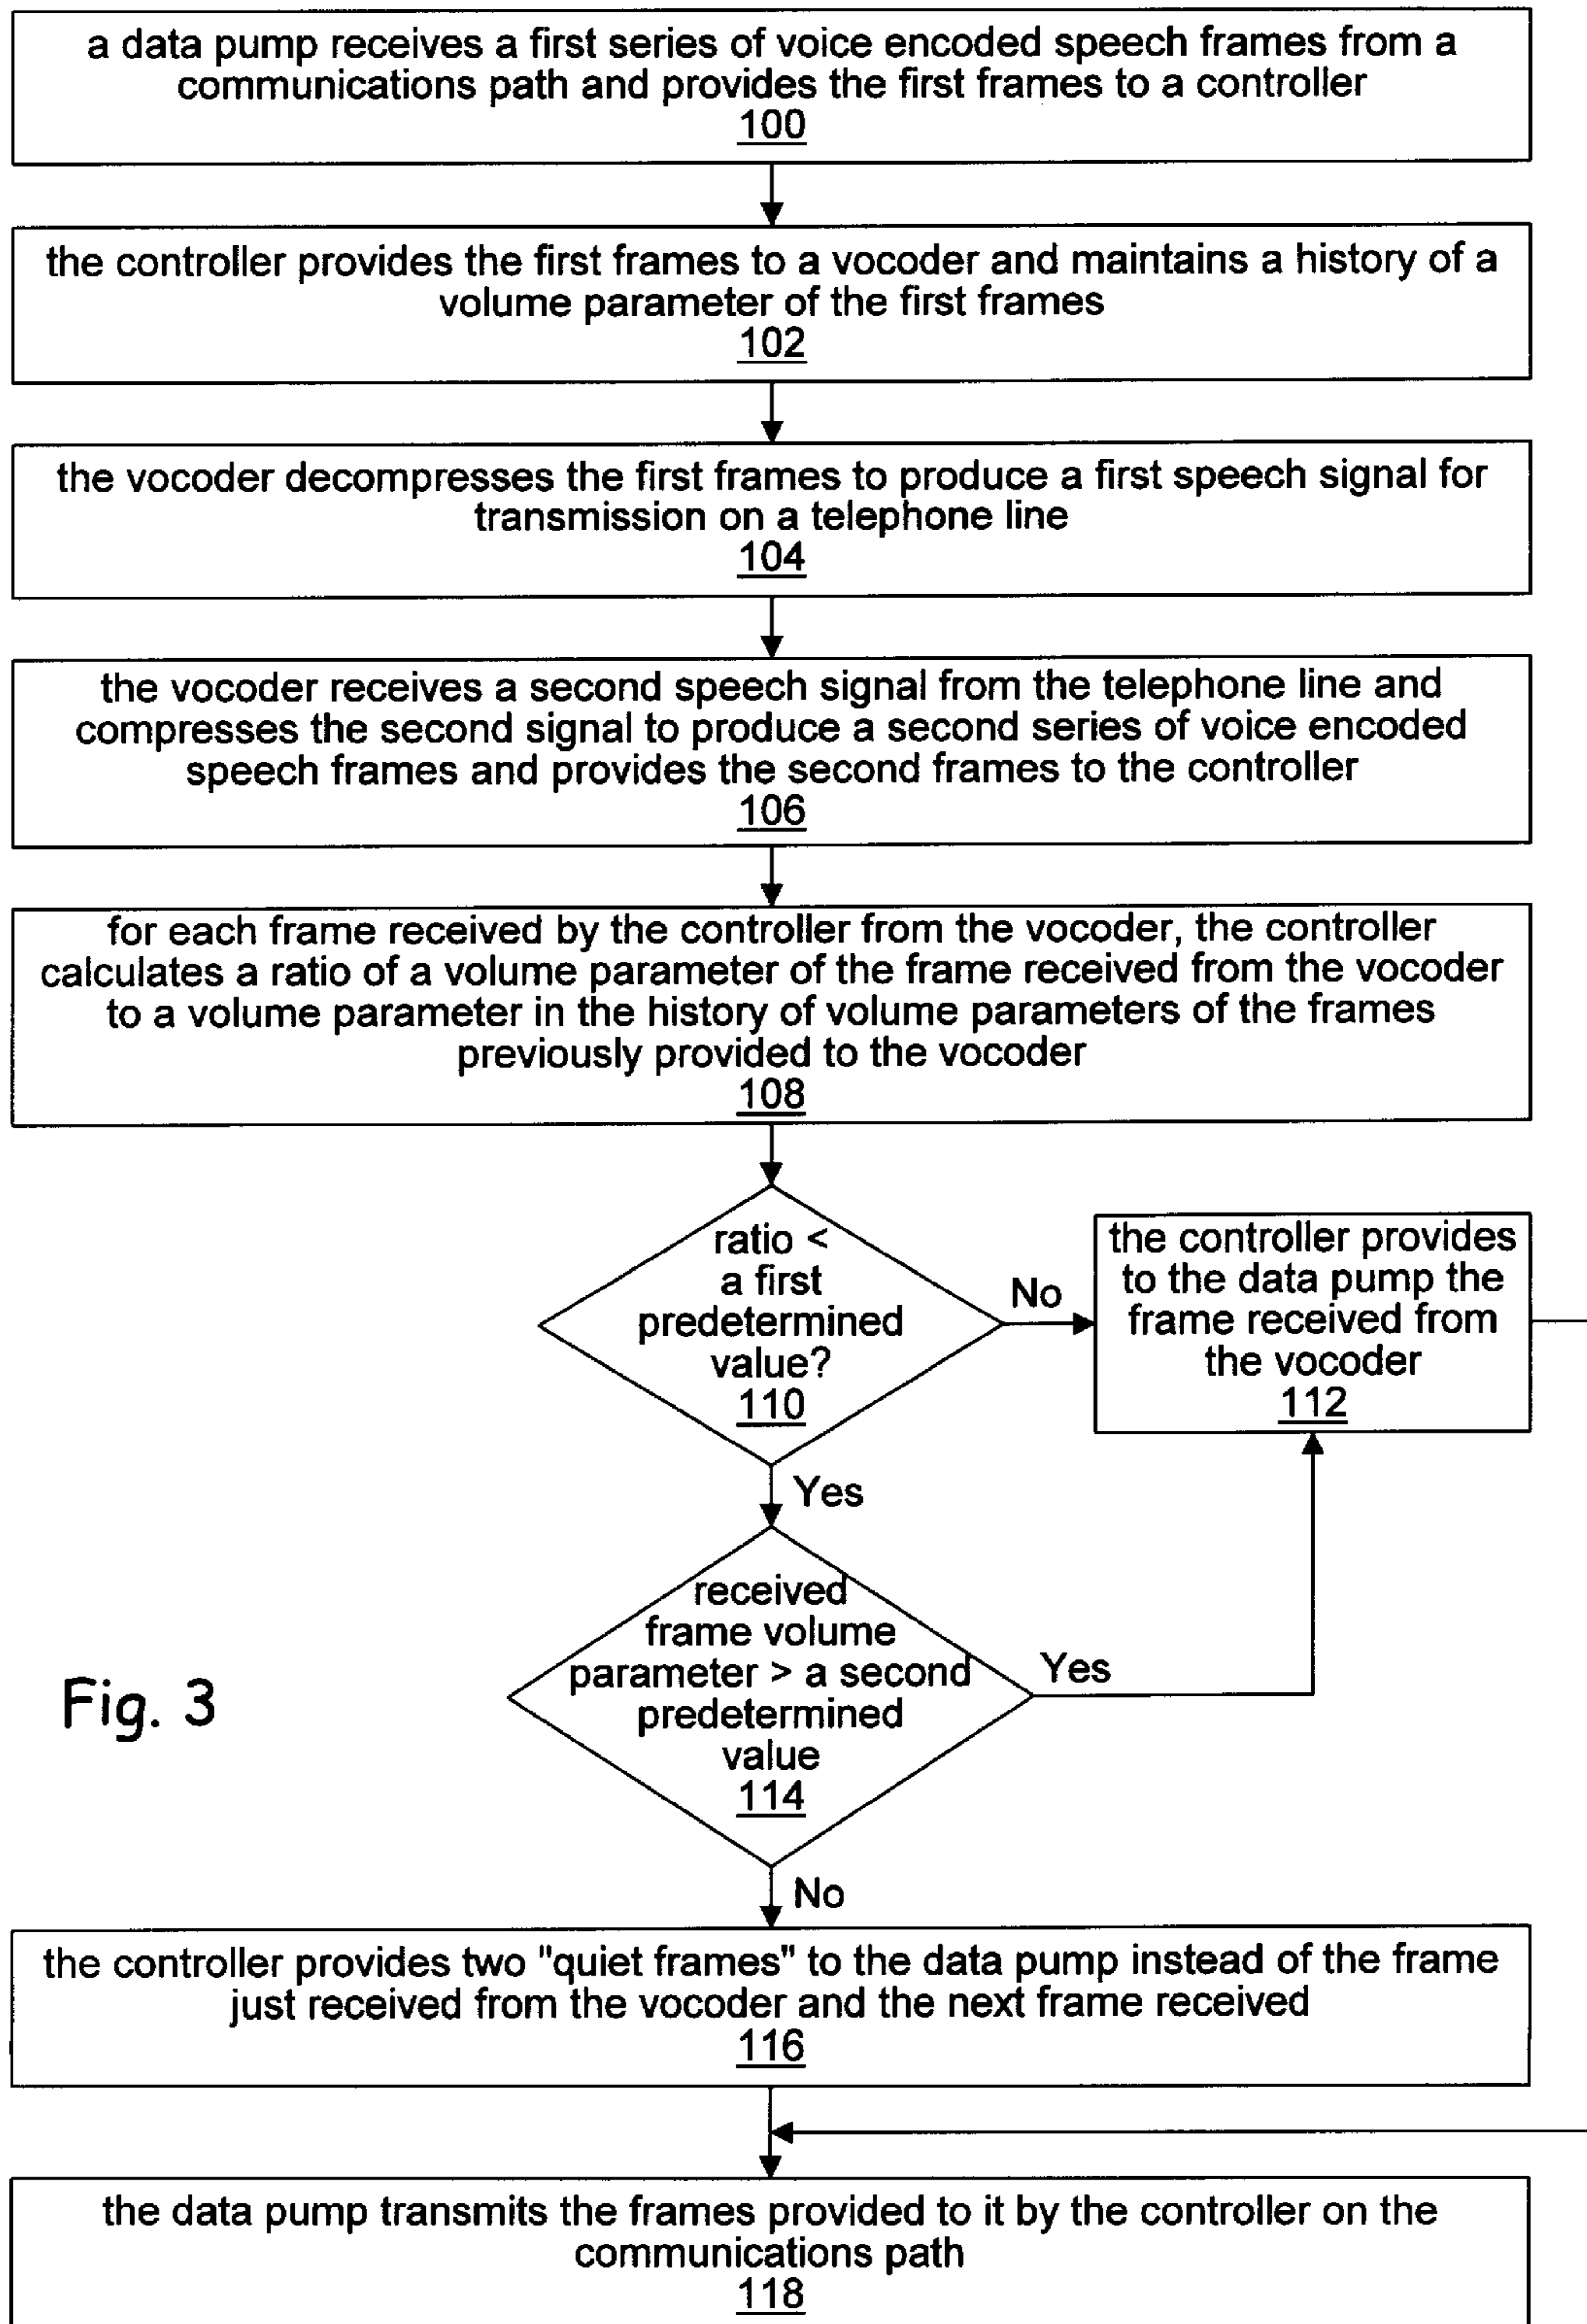 a data pump receives a first series of voice encoded speech frames from a
communications path and provides the first frames to a controller
100
the controller provides the first frames to a vocoder and maintains a history of a
volume parameter of the first frames
102
the vocoder decompresses the first frames to produce a first speech signal for
transmission on a telephone line
104
the vocoder receives a second speech signal from the telephone line and
compresses the second signal to produce a second series of voice encoded
speech frames and provides the second frames to the controller
106
for each frame received by the controller from the vocoder, the controller
calculates a ratio of a volume parameter of the frame received from the vocoder
to a volume parameter in the history of volume parameters of the frames
previously provided to the vocoder
108
ratio <
a first
predetermined
value?
110
No
the controller provides
to the data pump the
frame received from
the vocoder
112
Yes
received
frame volume
parameter > a second
predetermined
value
114
Yes
Fig. 3
No
the controller provides two "quiet frames" to the data pump instead of the frame
just received from the vocoder and the next frame received
116
the data pump transmits the frames provided to it by the controller on the
communications path
118